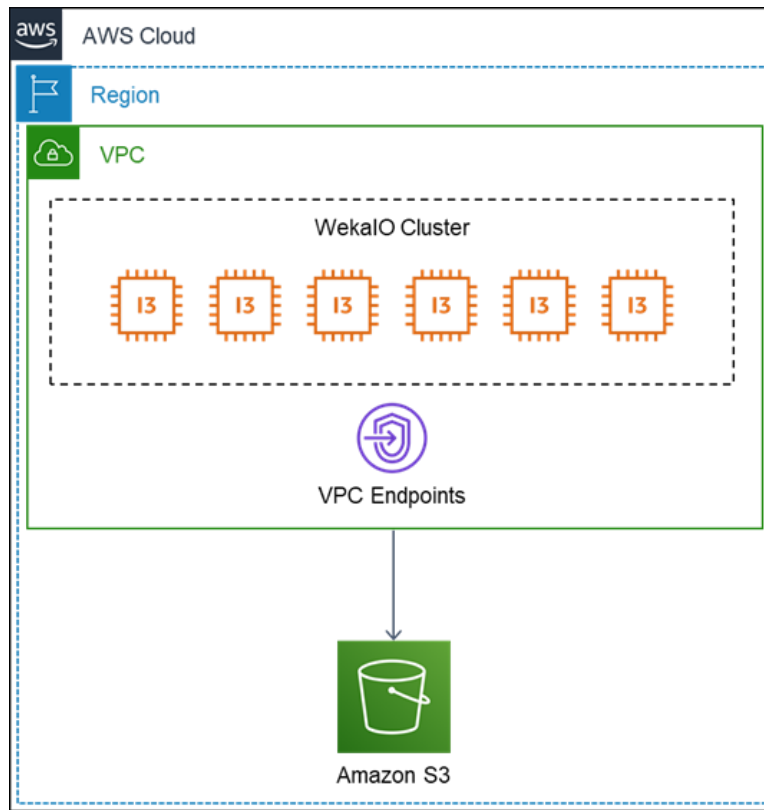 aws
AWS Cloud
Region
VPC
WekaIO Cluster
I3 I3 I3 I3 I3 I3
VPC Endpoints
Amazon S3